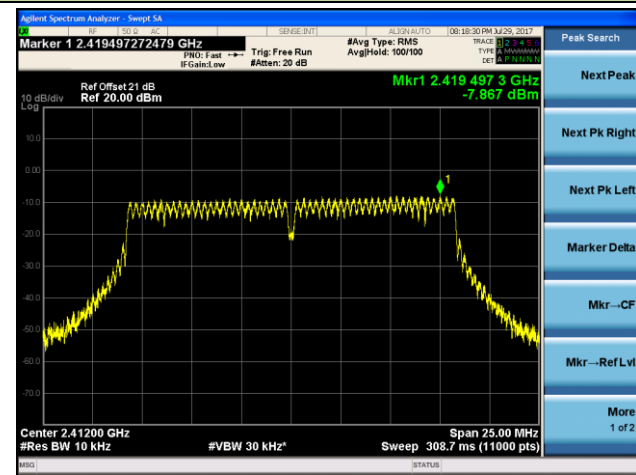 Agilent Spectrum Analyzer - Swept SA
LXI RF 50 Ω AC SENSE:INT ALIGN AUTO 08:18:30 PM Jul 29, 2017
Marker 1 2.419497272479 GHz
PNO: Fast
IFGain:Low
Trig: Free Run
#Atten: 20 dB
#Avg Type: RMS
Avg|Hold: 100/100
TRACE 1 2 3 4 5 6
TYPE A WWWWWW
DET A P N N N N
Peak Search
Ref Offset 21 dB
Ref 20.00 dBm
10 dB/div
Log
Mkr1 2.419 497 3 GHz
-7.867 dBm
Next Peak
10.0
0.00
-10.0
-20.0
-30.0
-40.0
-50.0
-60.0
-70.0
1
Next Pk Right
Next Pk Left
Marker Delta
Mkr→CF
Mkr→Ref Lvl
More
1 of 2
Center 2.41200 GHz
Span 25.00 MHz
#Res BW 10 kHz
#VBW 30 kHz*
Sweep 308.7 ms (11000 pts)
MSG
STATUS